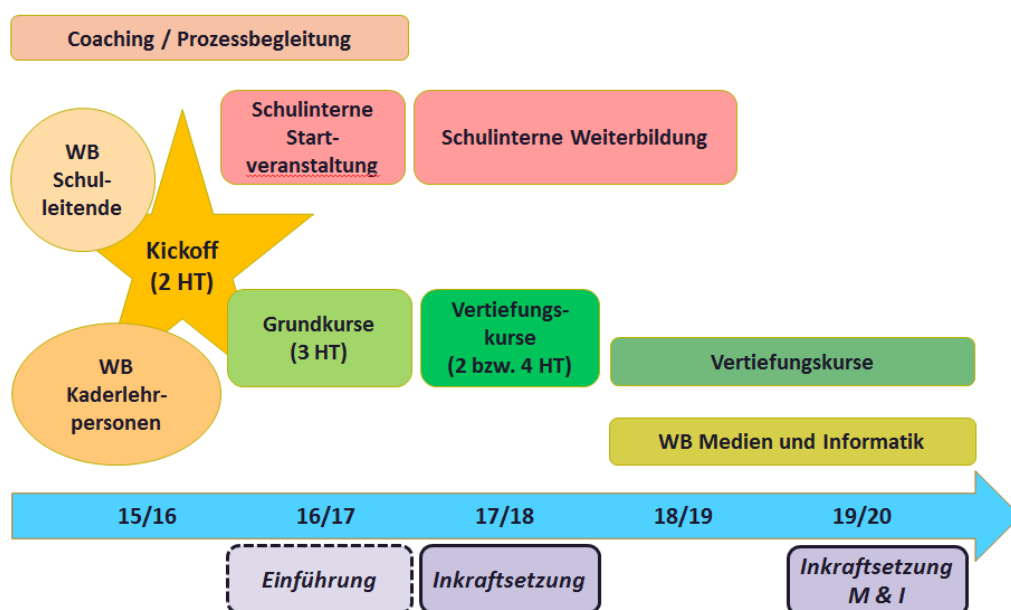 Coaching / Prozessbegleitung
Schulinterne
Start-
veranstaltung
Schulinterne Weiterbildung
WB
Schul-
leitende
Kickoff
(2 HT)
Grundkurse
(3 HT)
Vertiefungs-
kurse
(2 bzw. 4 HT)
Vertiefungskurse
WB
Kaderlehr-
personen
WB Medien und Informatik
15/16
16/17
17/18
18/19
19/20
Einführung
Inkraftsetzung
Inkraftsetzung
M & I